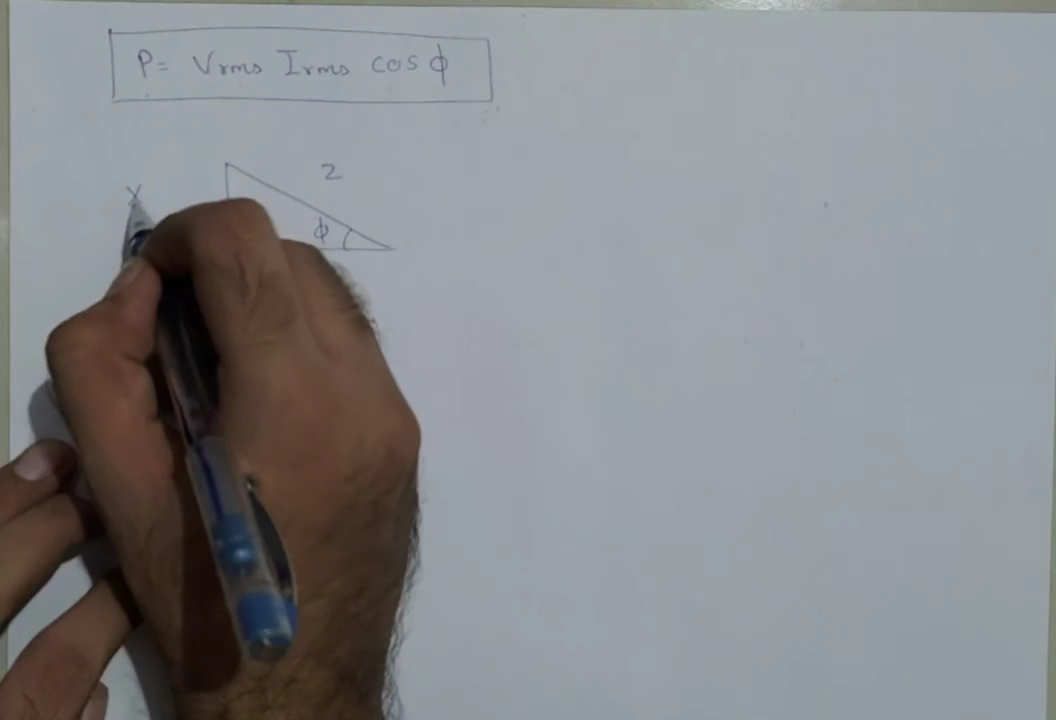 P = Vrms Irms cos ϕ
Z
X
ϕ